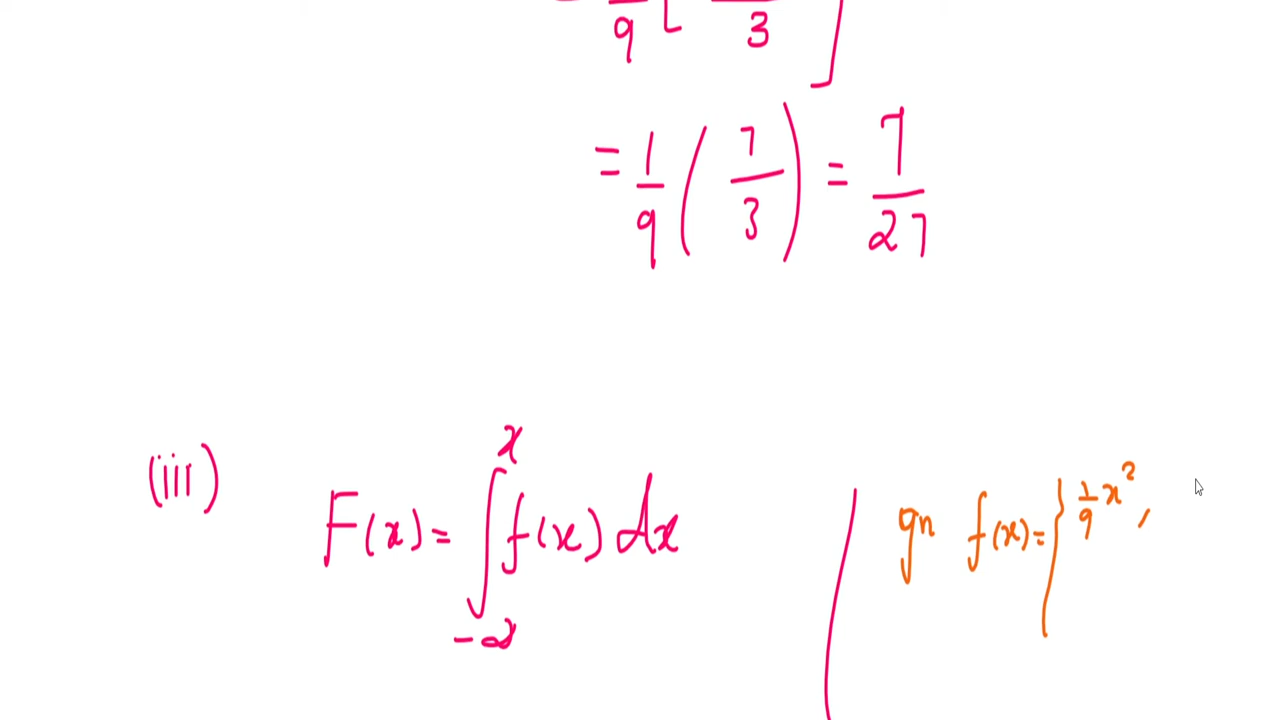 9 [ 3 ]
= 1/9 ( 7/3 ) = 7/27
(iii) F(x) = ∫_{-∞}^{x} f(x) dx
gn f(x) = { 1/9 x²,